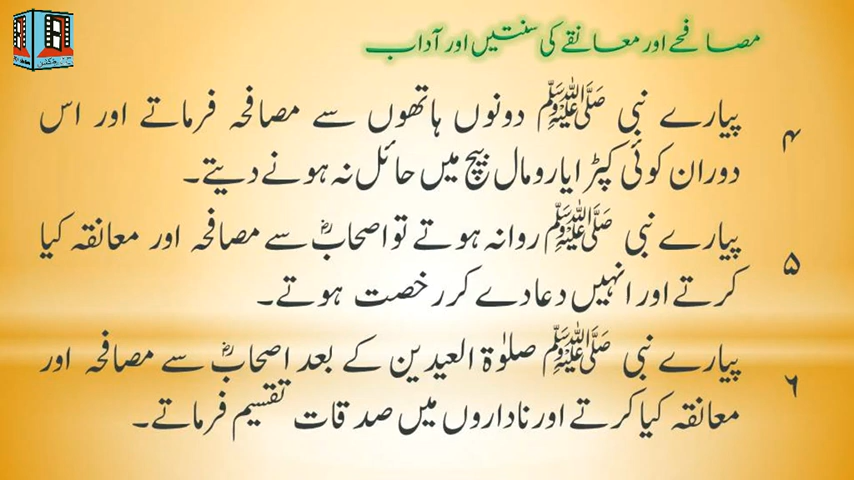 مصافحے اور معانقے کی سنتیں اور آداب
۴ پیارے نبی ﷺ دونوں ہاتھوں سے مصافحہ فرماتے اور اس
دوران کوئی کپڑا یا رومال بیچ میں حائل نہ ہونے دیتے۔
۵ پیارے نبی ﷺ روانہ ہوتے تو اصحابؓ سے مصافحہ اور معانقہ کیا
کرتے اور انہیں دعا دے کر رخصت ہوتے۔
۶ پیارے نبی ﷺ صلوٰۃ العیدین کے بعد اصحابؓ سے مصافحہ اور
معانقہ کیا کرتے اور ناداروں میں صدقات تقسیم فرماتے۔